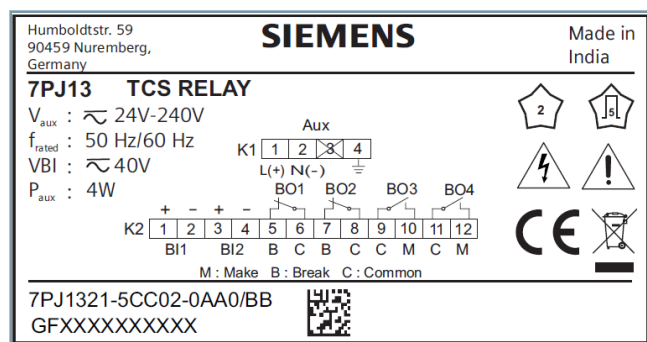 Humboldtstr. 59
90459 Nuremberg,
Germany
SIEMENS
Made in
India
7PJ13 TCS RELAY
Vaux : 24V-240V
frated : 50 Hz/60 Hz
VBI : 40V
Paux : 4W
2
5
Aux
K1 1 2 3 4
L(+) N(-)
BO1 BO2 BO3 BO4
+ - + -
K2 1 2 3 4 5 6 7 8 9 10 11 12
BI1 BI2 B C B C C M C M
M : Make B : Break C : Common
CE
7PJ1321-5CC02-0AA0/BB
GFXXXXXXXXXX